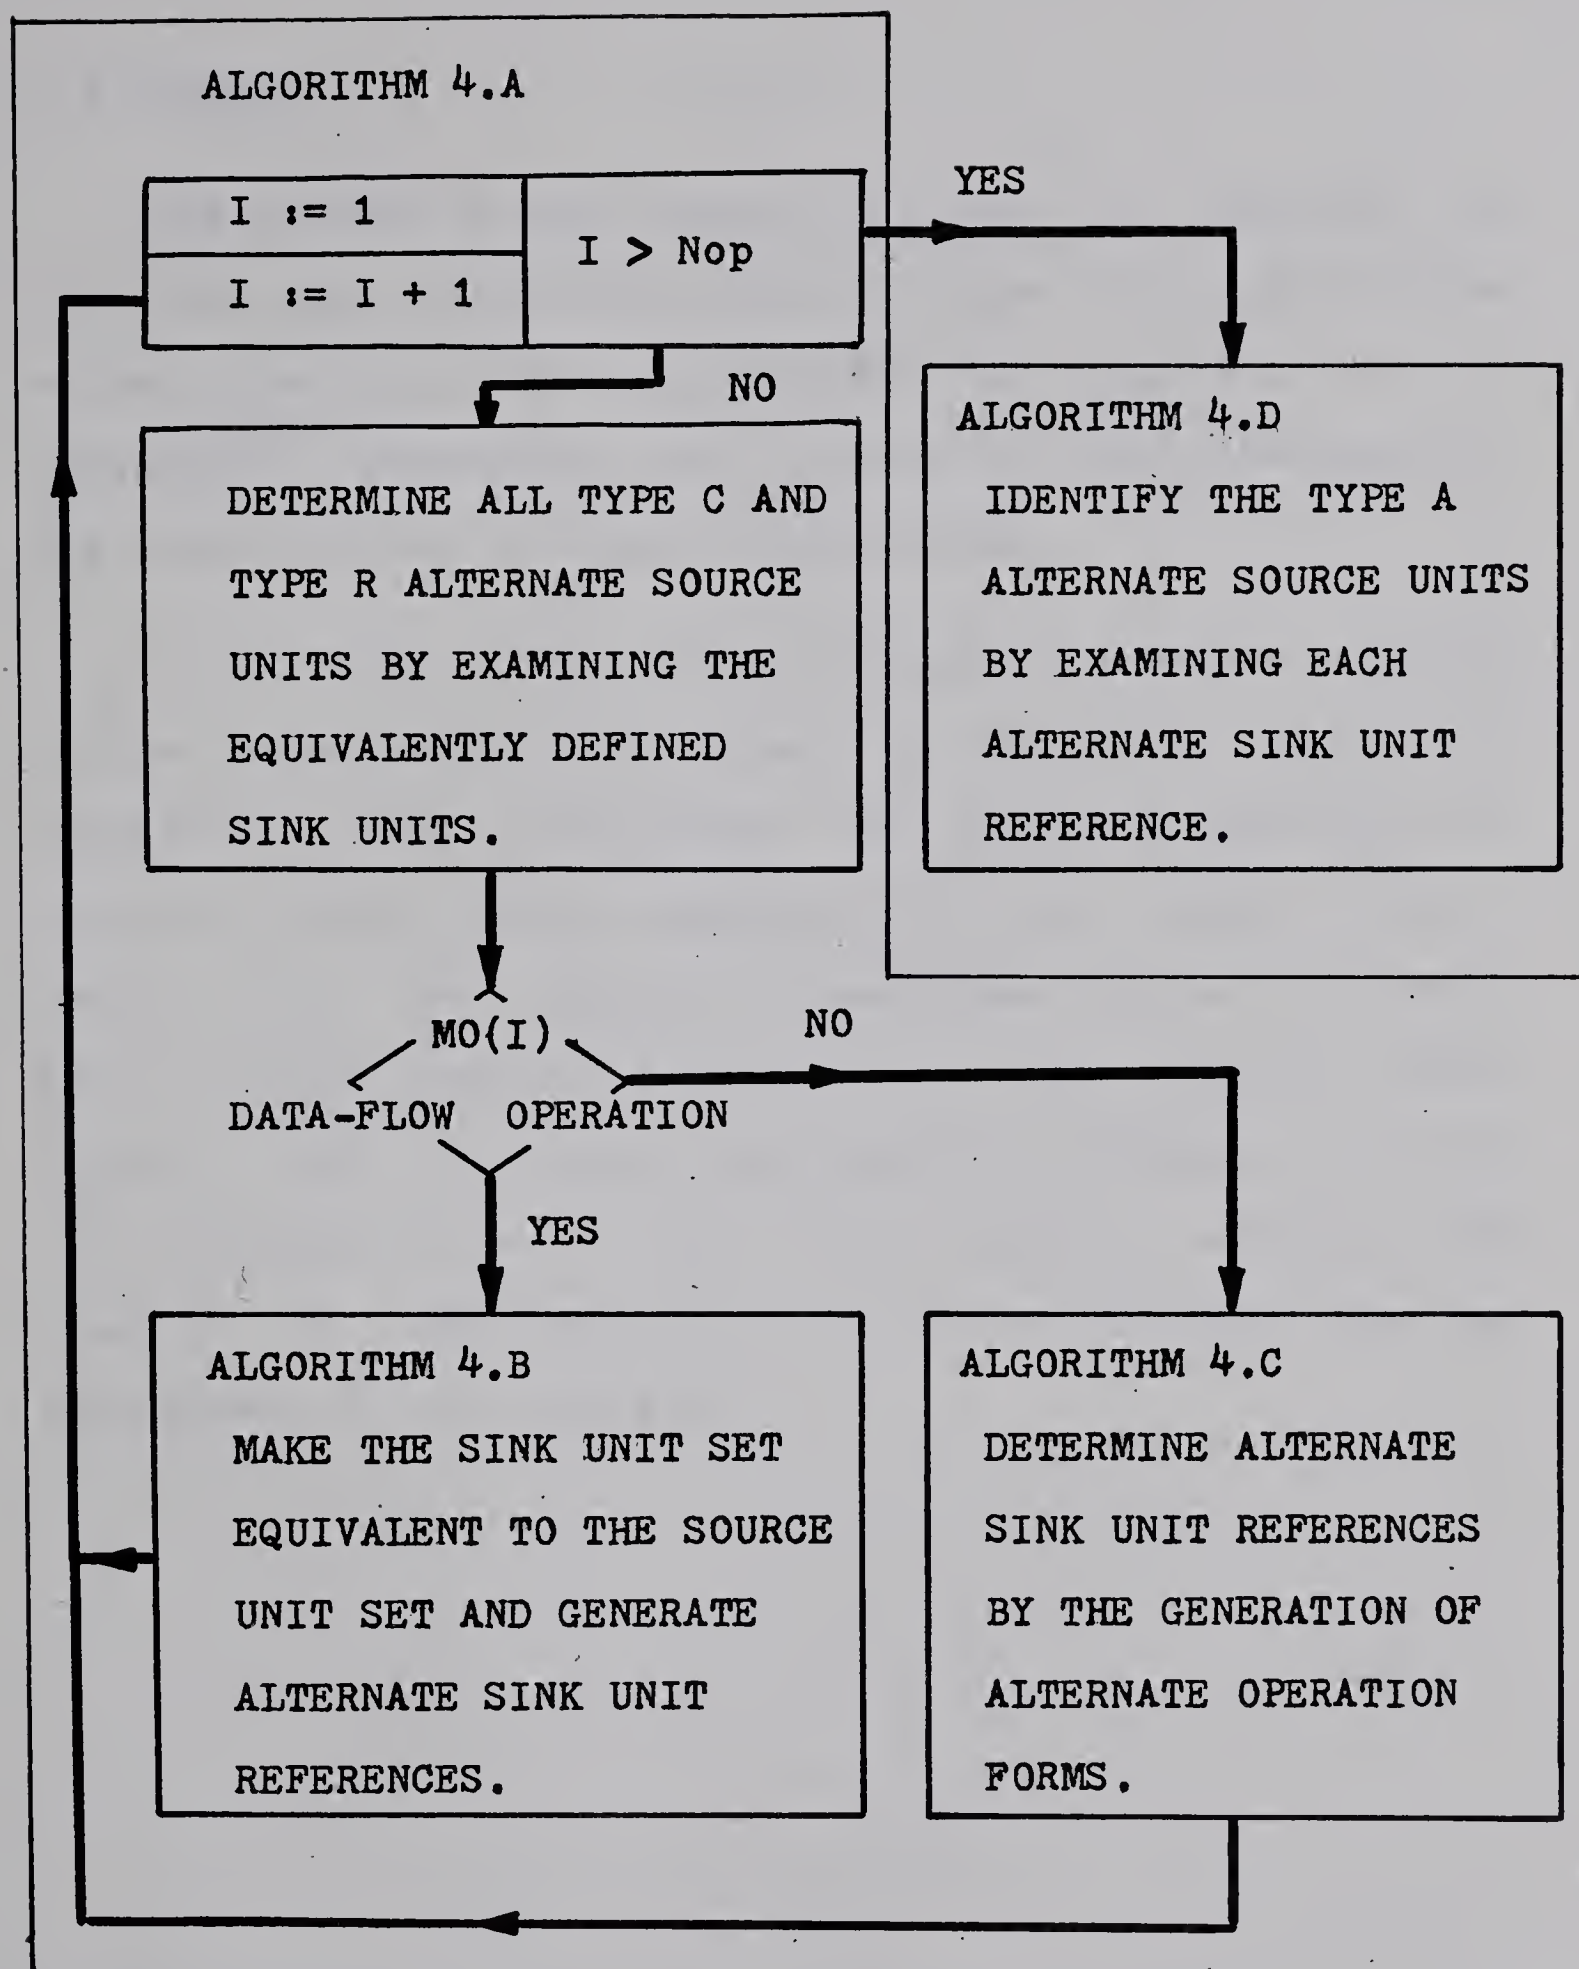 ALGORITHM 4.A
I := 1
I := I + 1
I > Nop
YES
NO
ALGORITHM 4.D
IDENTIFY THE TYPE A
ALTERNATE SOURCE UNITS
BY EXAMINING EACH
ALTERNATE SINK UNIT
REFERENCE.
DETERMINE ALL TYPE C AND
TYPE R ALTERNATE SOURCE
UNITS BY EXAMINING THE
EQUIVALENTLY DEFINED
SINK UNITS.
MO(I)
DATA-FLOW OPERATION
NO
YES
ALGORITHM 4.B
MAKE THE SINK UNIT SET
EQUIVALENT TO THE SOURCE
UNIT SET AND GENERATE
ALTERNATE SINK UNIT
REFERENCES.
ALGORITHM 4.C
DETERMINE ALTERNATE
SINK UNIT REFERENCES
BY THE GENERATION OF
ALTERNATE OPERATION
FORMS.